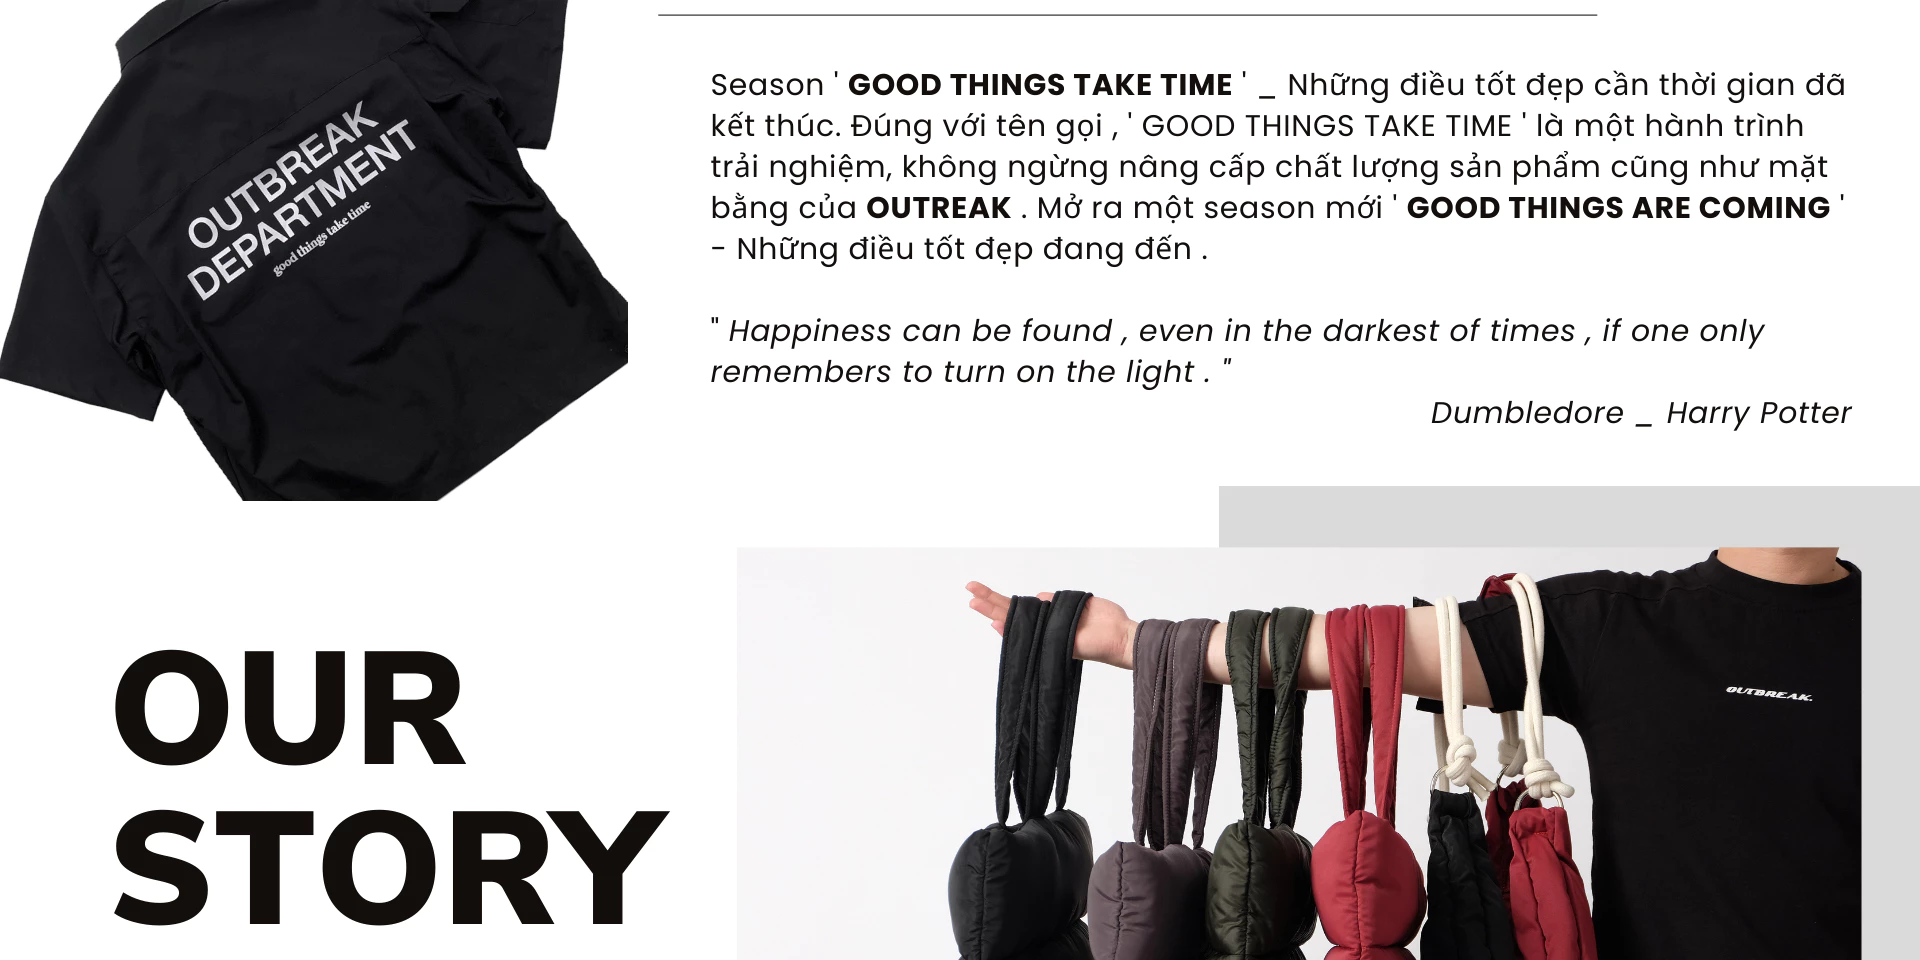 OUTBREAK
DEPARTMENT
good things take time
Season ' GOOD THINGS TAKE TIME ' _ Những điều tốt đẹp cần thời gian đã
kết thúc. Đúng với tên gọi , ' GOOD THINGS TAKE TIME ' là một hành trình
trải nghiệm, không ngừng nâng cấp chất lượng sản phẩm cũng như mặt
bằng của OUTREAK . Mở ra một season mới ' GOOD THINGS ARE COMING '
- Những điều tốt đẹp đang đến .
" Happiness can be found , even in the darkest of times , if one only
remembers to turn on the light . "
Dumbledore _ Harry Potter
OUR
STORY
OUTBREAK.